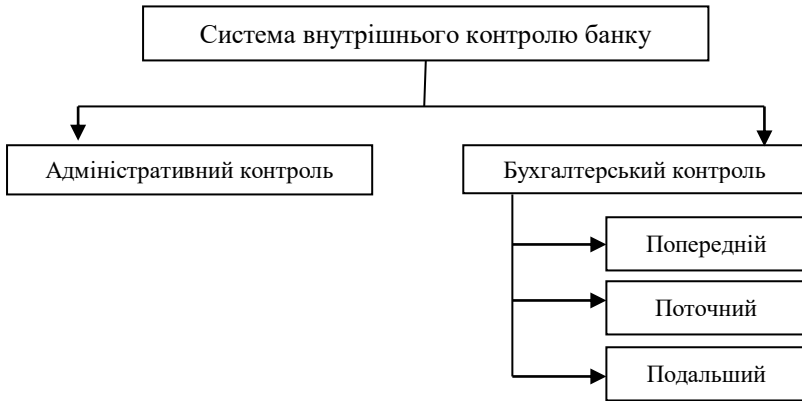 Система внутрішнього контролю банку
Адміністративний контроль
Бухгалтерський контроль
Попередній
Поточний
Подальший